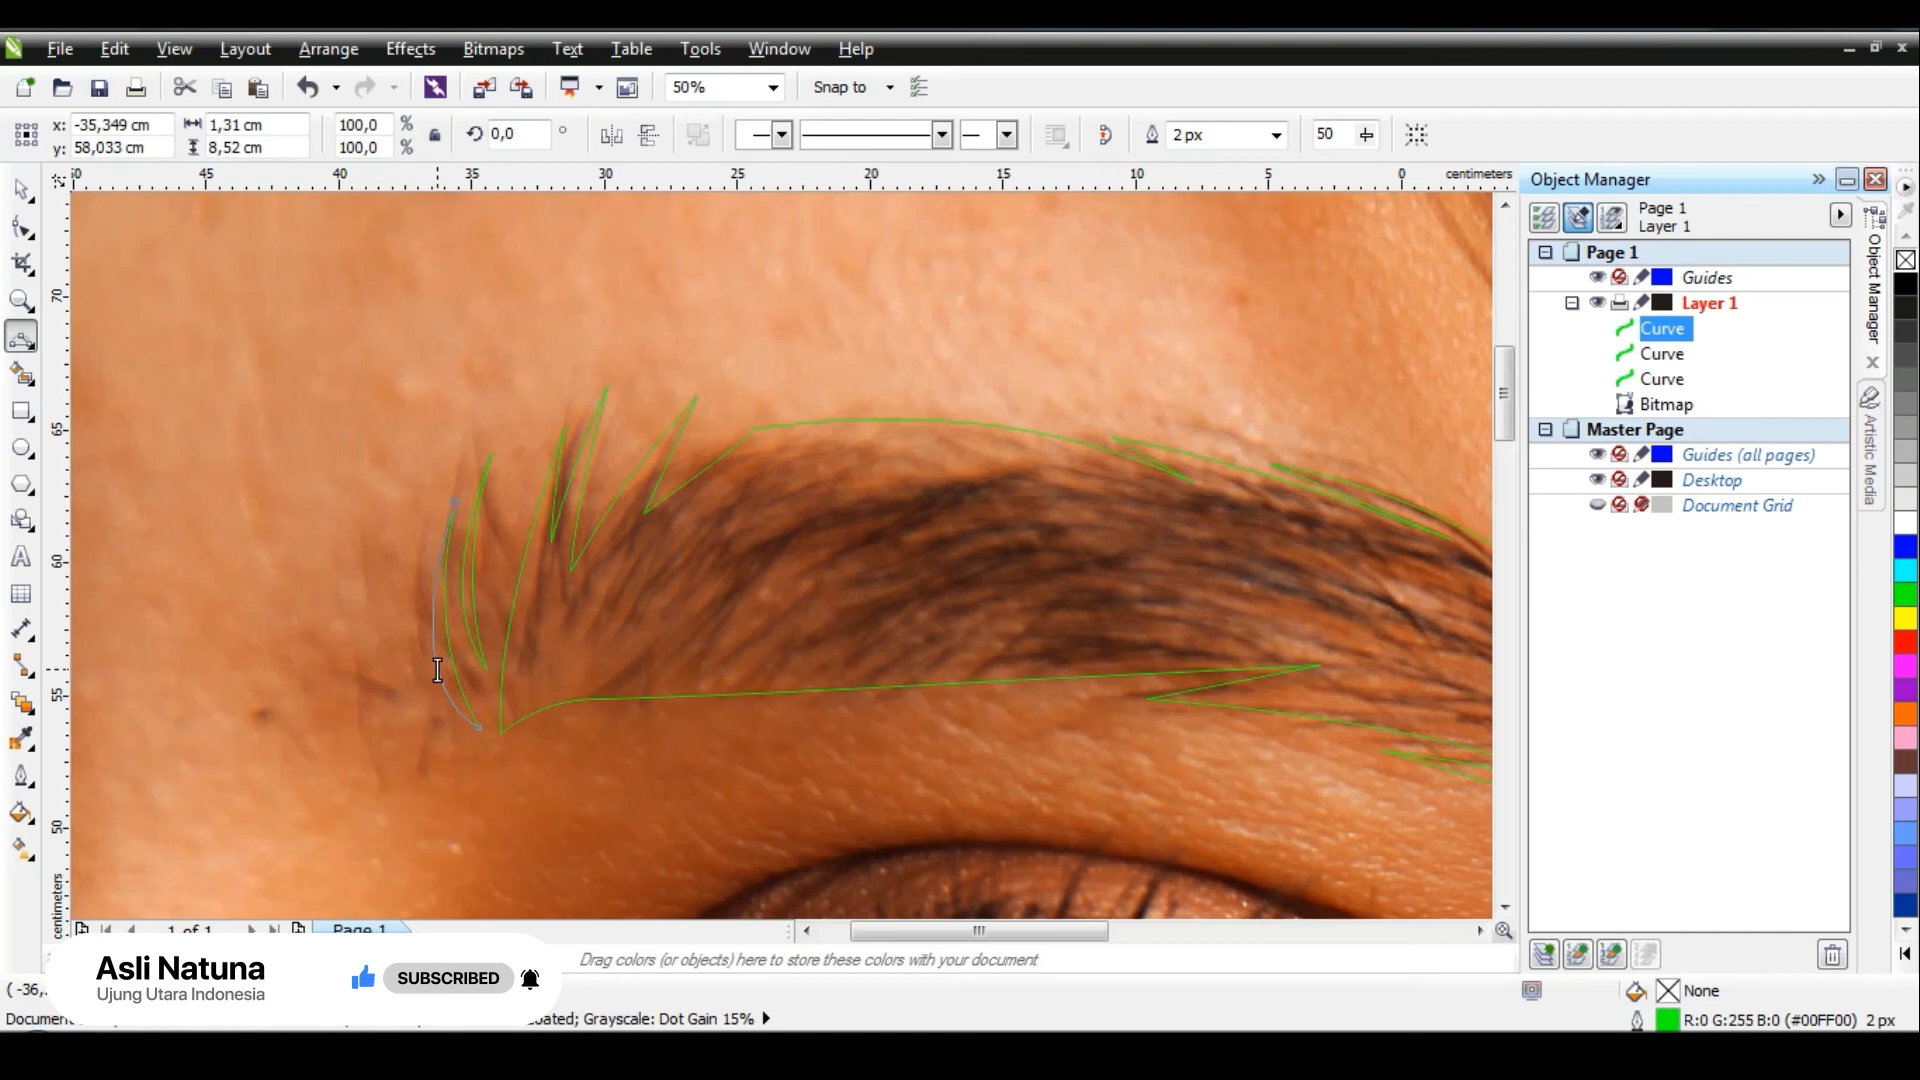 File Edit View Layout Arrange Effects Bitmaps Text Table Tools Window Help
50% Snap to
x: -35,349 cm 1,31 cm 100,0 % 0,0 ° 2 px 50
y: 58,033 cm 8,52 cm 100,0 %
45 40 35 30 25 20 15 10 5 0 centimeters
70
65
60
55
50
centimeters
Object Manager
Page 1
Layer 1
Page 1
Guides
Layer 1
Curve
Curve
Curve
Bitmap
Master Page
Guides (all pages)
Desktop
Document Grid
Object Manager
Artistic Media
1 of 1 Page 1
Drag colors (or objects) here to store these colors with your document
Asli Natuna
Ujung Utara Indonesia
SUBSCRIBED
(-36, None
Document Grayscale: Dot Gain 15% R:0 G:255 B:0 (#00FF00) 2 px